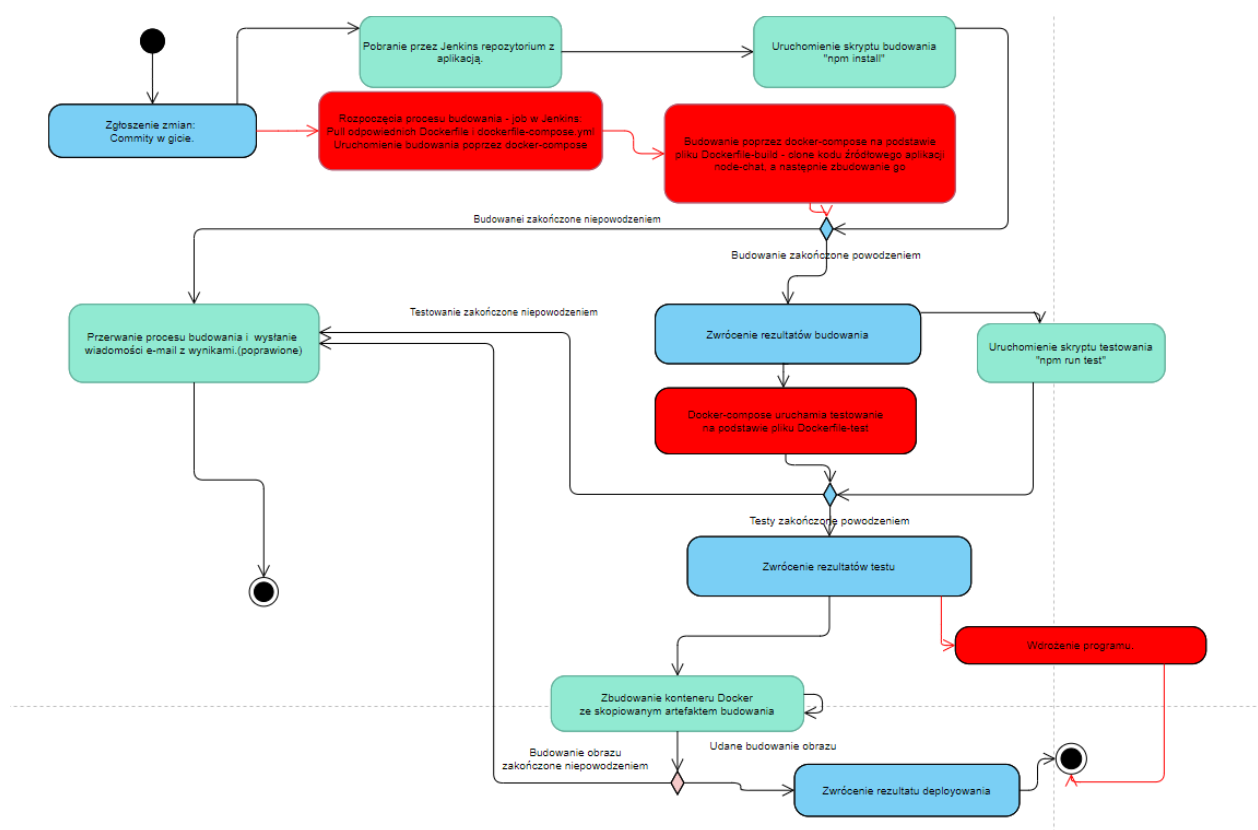 Pobranie przez Jenkins repozytorium z
aplikacją.
Uruchomienie skryptu budowania
"npm install"
Zgłoszenie zmian:
Commity w gicie.
Rozpoczęcia procesu budowania - job w Jenkins:
Pull odpowiednich Dockerfile i dockerfile-compose.yml
Uruchomienie budowania poprzez docker-compose
Budowanie poprzez docker-compose na podstawie
pliku Dockerfile-build - clone kodu źródłowego aplikacji
node-chat. a następnie zbudowanie go
Budowanei zakończone niepowodzeniem
Budowanie zakończone powodzeniem
Przerwanie procesu budowania i wysłanie
wiadomości e-mail z wynikami.(poprawione)
Testowanie zakończone niepowodzeniem
Zwrócenie rezultatów budowania
Uruchomienie skryptu testowania
"npm run test"
Docker-compose uruchamia testowanie
na podstawie pliku Dockerfile-test
Testy zakończone powodzeniem
Zwrócenie rezultatów testu
Wdrożenie programu.
Zbudowanie konteneru Docker
ze skopiowanym artefaktem budowania
Budowanie obrazu
zakończone niepowodzeniem
Udane budowanie obrazu
Zwrócenie rezultatu deployowania